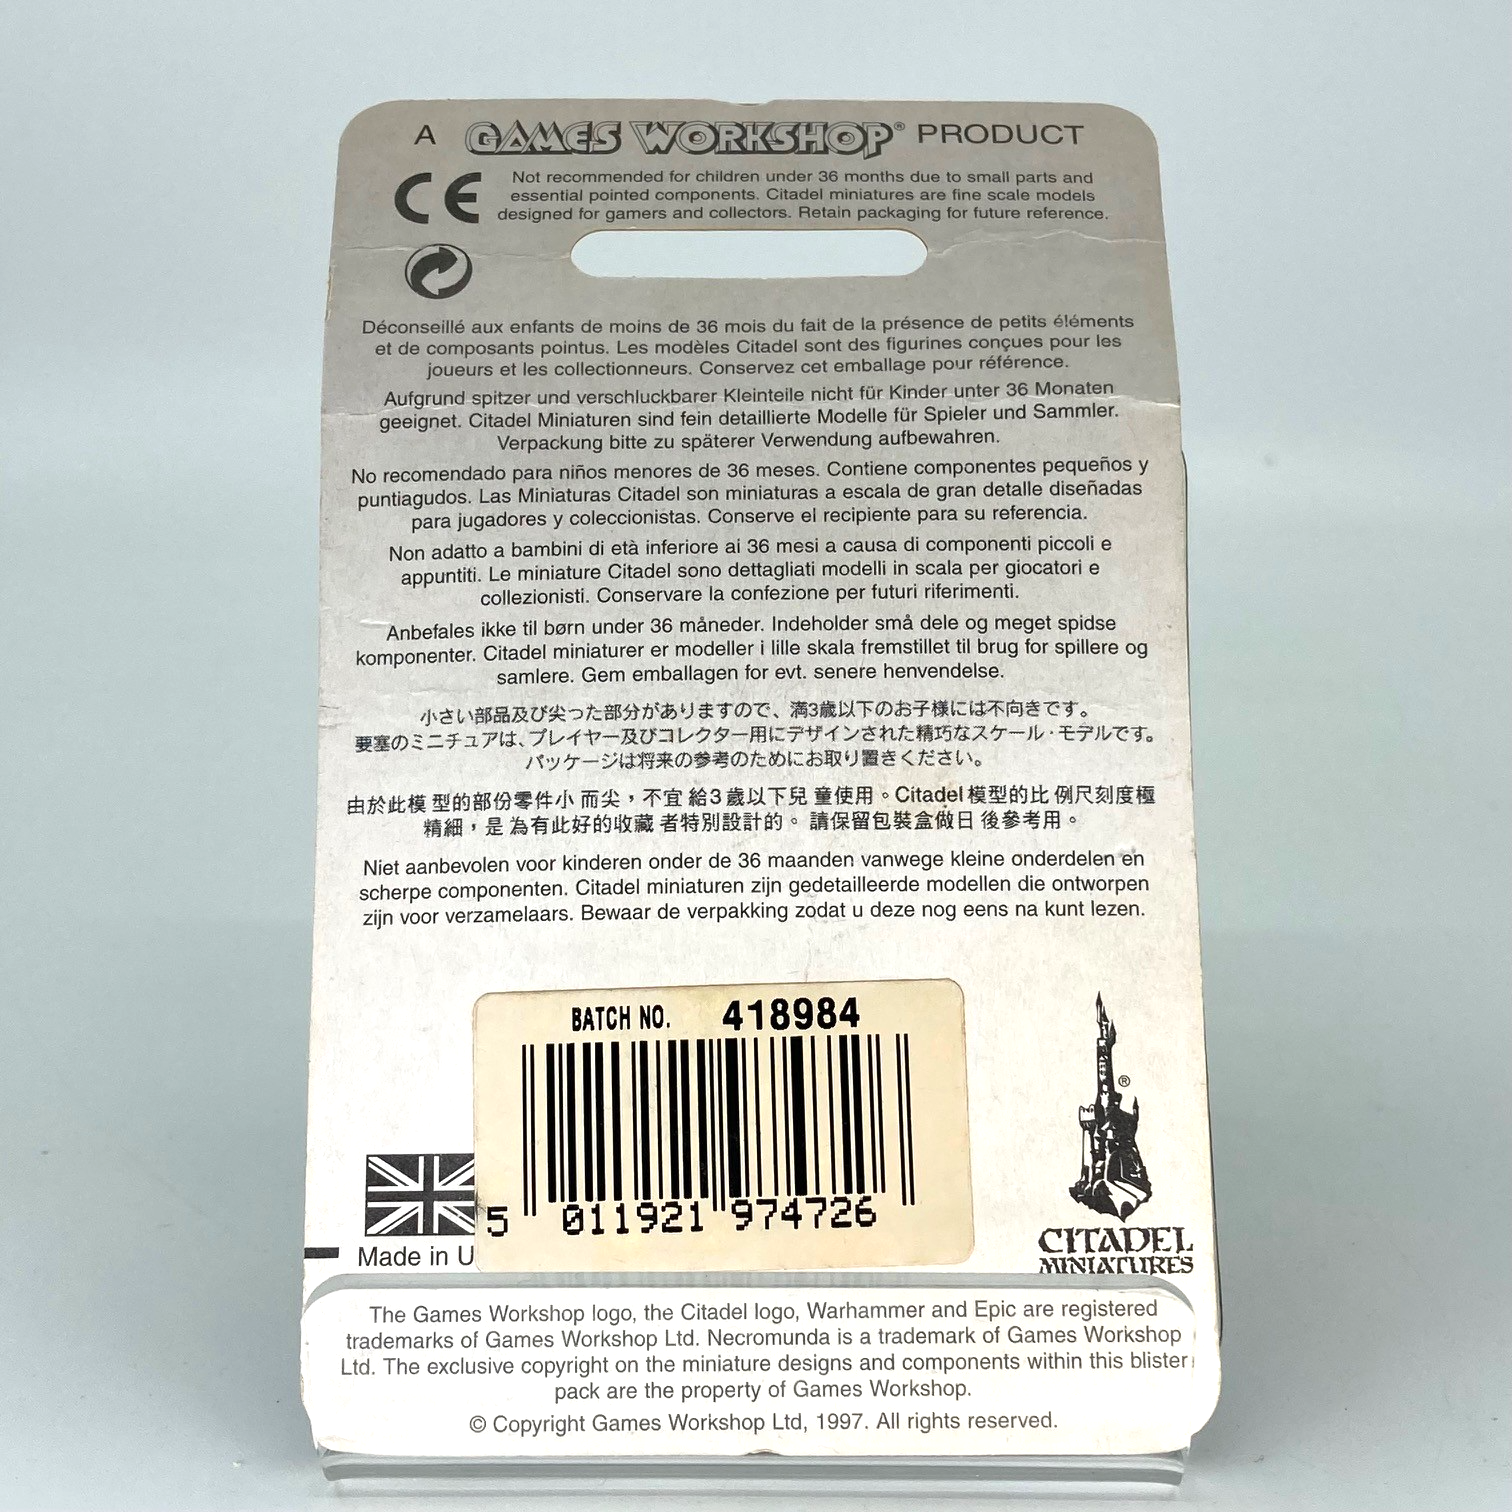 A GAMES WORKSHOP® PRODUCT
CE
Not recommended for children under 36 months due to small parts and
essential pointed components. Citadel miniatures are fine scale models
designed for gamers and collectors. Retain packaging for future reference.
Déconseillé aux enfants de moins de 36 mois du fait de la présence de petits éléments
et de composants pointus. Les modèles Citadel sont des figurines conçues pour les
joueurs et les collectionneurs. Conservez cet emballage pour référence.
Aufgrund spitzer und verschluckbarer Kleinteile nicht für Kinder unter 36 Monaten
geeignet. Citadel Miniaturen sind fein detaillierte Modelle für Spieler und Sammler.
Verpackung bitte zu späterer Verwendung aufbewahren.
No recomendado para niños menores de 36 meses. Contiene componentes pequeños y
puntiagudos. Las Miniaturas Citadel son miniaturas a escala de gran detalle diseñadas
para jugadores y coleccionistas. Conserve el recipiente para su referencia.
Non adatto a bambini di età inferiore ai 36 mesi a causa di componenti piccoli e
appuntiti. Le miniature Citadel sono dettagliati modelli in scala per giocatori e
collezionisti. Conservare la confezione per futuri riferimenti.
Anbefales ikke til børn under 36 måneder. Indeholder små dele og meget spidse
komponenter. Citadel miniaturer er modeller i lille skala fremstillet til brug for spillere og
samlere. Gem emballagen for evt. senere henvendelse.
小さい部品及び尖った部分がありますので、満3歳以下のお子様には不向きです。
要塞のミニチュアは、プレイヤー及びコレクター用にデザインされた精巧なスケール・モデルです。
パッケージは将来の参考のためにお取り置きください。
由於此模型的部份零件小而尖，不宜給3歲以下兒童使用。Citadel模型的比例尺刻度極
精細，是為有此好的收藏者特別設計的。請保留包裝盒做日後參考用。
Niet aanbevolen voor kinderen onder de 36 maanden vanwege kleine onderdelen en
scherpe componenten. Citadel miniaturen zijn gedetailleerde modellen die ontworpen
zijn voor verzamelaars. Bewaar de verpakking zodat u deze nog eens na kunt lezen.
BATCH NO. 418984
5 011921 974726
Made in U
®
CITADEL
MINIATURES
The Games Workshop logo, the Citadel logo, Warhammer and Epic are registered
trademarks of Games Workshop Ltd. Necromunda is a trademark of Games Workshop
Ltd. The exclusive copyright on the miniature designs and components within this blister
pack are the property of Games Workshop.
© Copyright Games Workshop Ltd, 1997. All rights reserved.